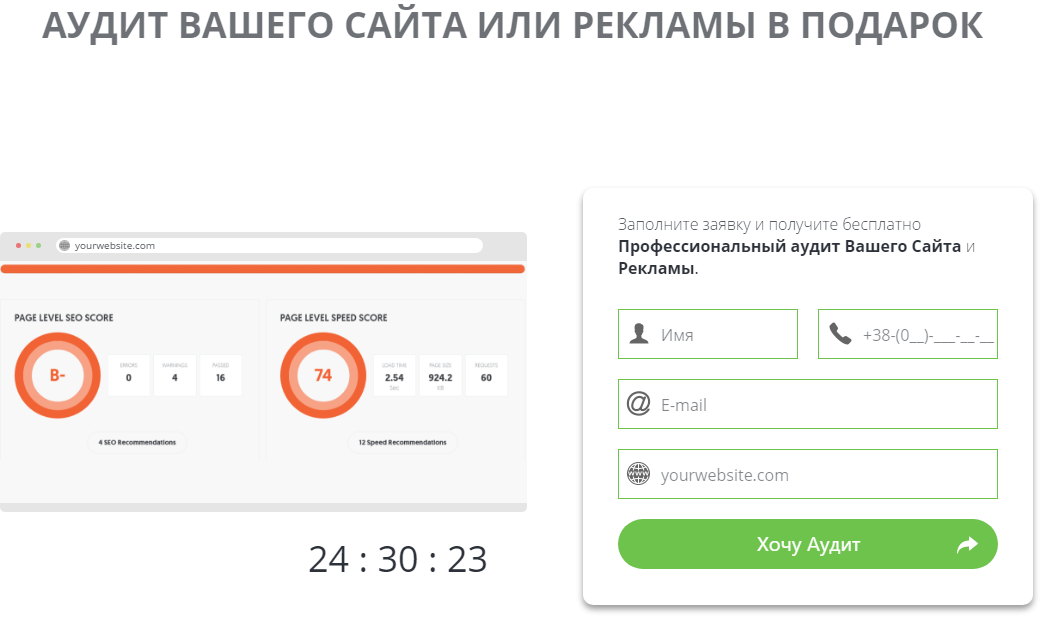 АУДИТ ВАШЕГО САЙТА ИЛИ РЕКЛАМЫ В ПОДАРОК
yourwebsite.com
PAGE LEVEL SEO SCORE
B-
ERRORS
0
WARNINGS
4
PASSED
16
4 SEO Recommendations
PAGE LEVEL SPEED SCORE
74
LOAD TIME
2.54
Sec
PAGE SIZE
924.2
KB
REQUESTS
60
12 Speed Recommendations
24 : 30 : 23
Заполните заявку и получите бесплатно
Профессиональный аудит Вашего Сайта и
Рекламы.
Имя
+38-(0__)-___-__-__
@ E-mail
www yourwebsite.com
Хочу Аудит